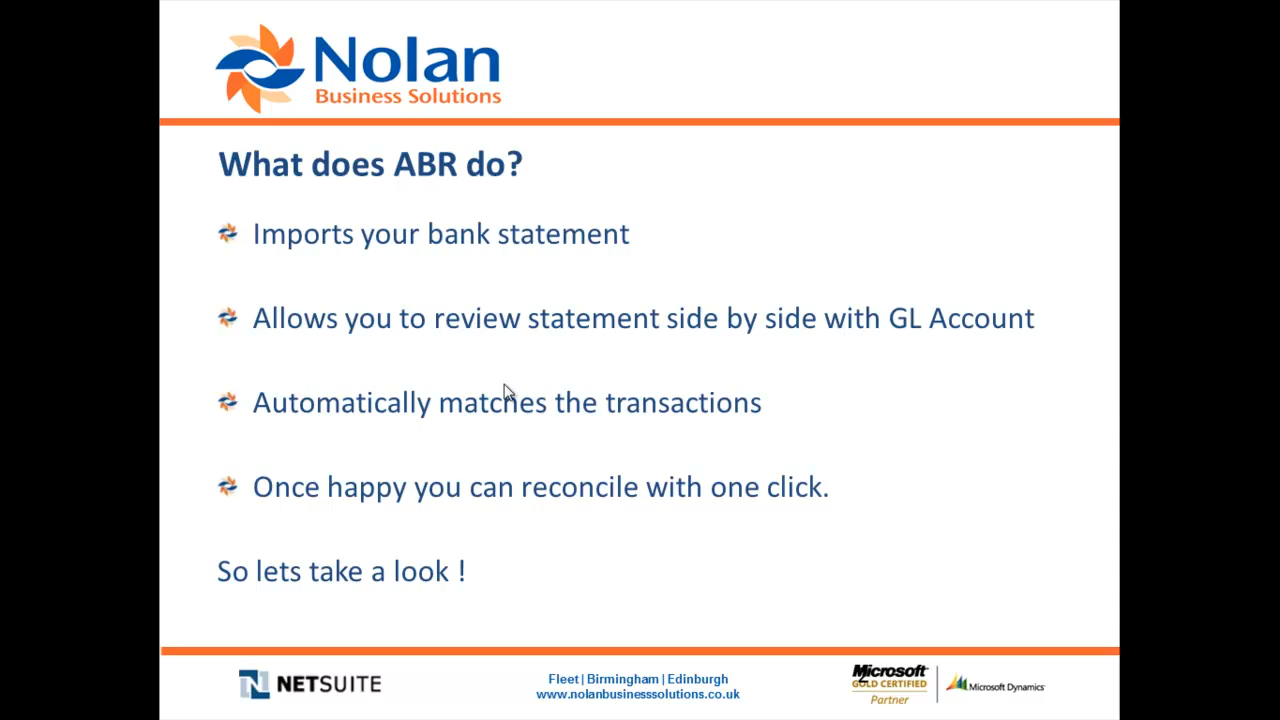 Nolan
Business Solutions
What does ABR do?
Imports your bank statement
Allows you to review statement side by side with GL Account
Automatically matches the transactions
Once happy you can reconcile with one click.
So lets take a look !
NETSUITE
Fleet | Birmingham | Edinburgh
www.nolanbusinesssolutions.co.uk
Microsoft
GOLD CERTIFIED
Partner
Microsoft Dynamics